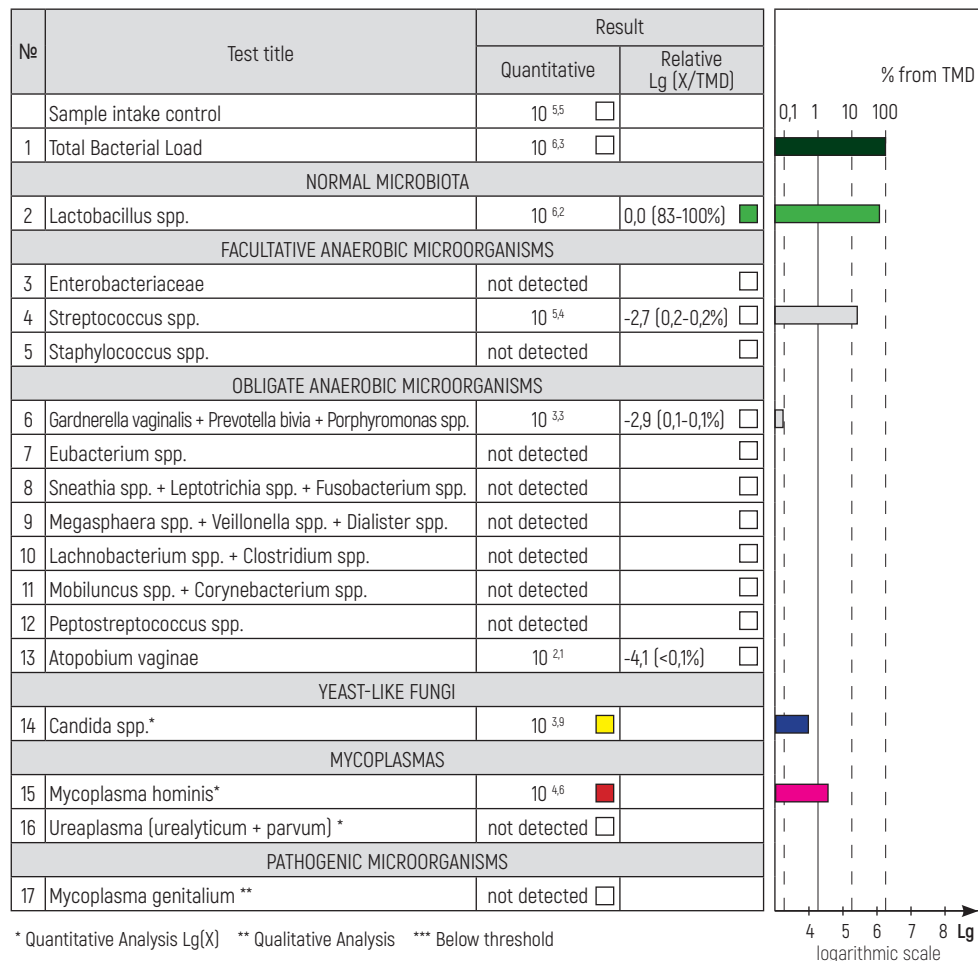 № Test title Result
Quantitative Relative Lg (X/TMD)
% from TMD
0,1 1 10 100
Sample intake control 10 5,5
1 Total Bacterial Load 10 6,3
NORMAL MICROBIOTA
2 Lactobacillus spp. 10 6,2 0,0 (83-100%)
FACULTATIVE ANAEROBIC MICROORGANISMS
3 Enterobacteriaceae not detected
4 Streptococcus spp. 10 5,4 -2,7 (0,2-0,2%)
5 Staphylococcus spp. not detected
OBLIGATE ANAEROBIC MICROORGANISMS
6 Gardnerella vaginalis + Prevotella bivia + Porphyromonas spp. 10 3,3 -2,9 (0,1-0,1%)
7 Eubacterium spp. not detected
8 Sneathia spp. + Leptotrichia spp. + Fusobacterium spp. not detected
9 Megasphaera spp. + Veillonella spp. + Dialister spp. not detected
10 Lachnobacterium spp. + Clostridium spp. not detected
11 Mobiluncus spp. + Corynebacterium spp. not detected
12 Peptostreptococcus spp. not detected
13 Atopobium vaginae 10 2,1 -4,1 (<0,1%)
YEAST-LIKE FUNGI
14 Candida spp.* 10 3,9
MYCOPLASMAS
15 Mycoplasma hominis* 10 4,6
16 Ureaplasma (urealyticum + parvum) * not detected
PATHOGENIC MICROORGANISMS
17 Mycoplasma genitalium ** not detected
4 5 6 7 8 Lg
logarithmic scale
* Quantitative Analysis Lg(X) ** Qualitative Analysis *** Below threshold